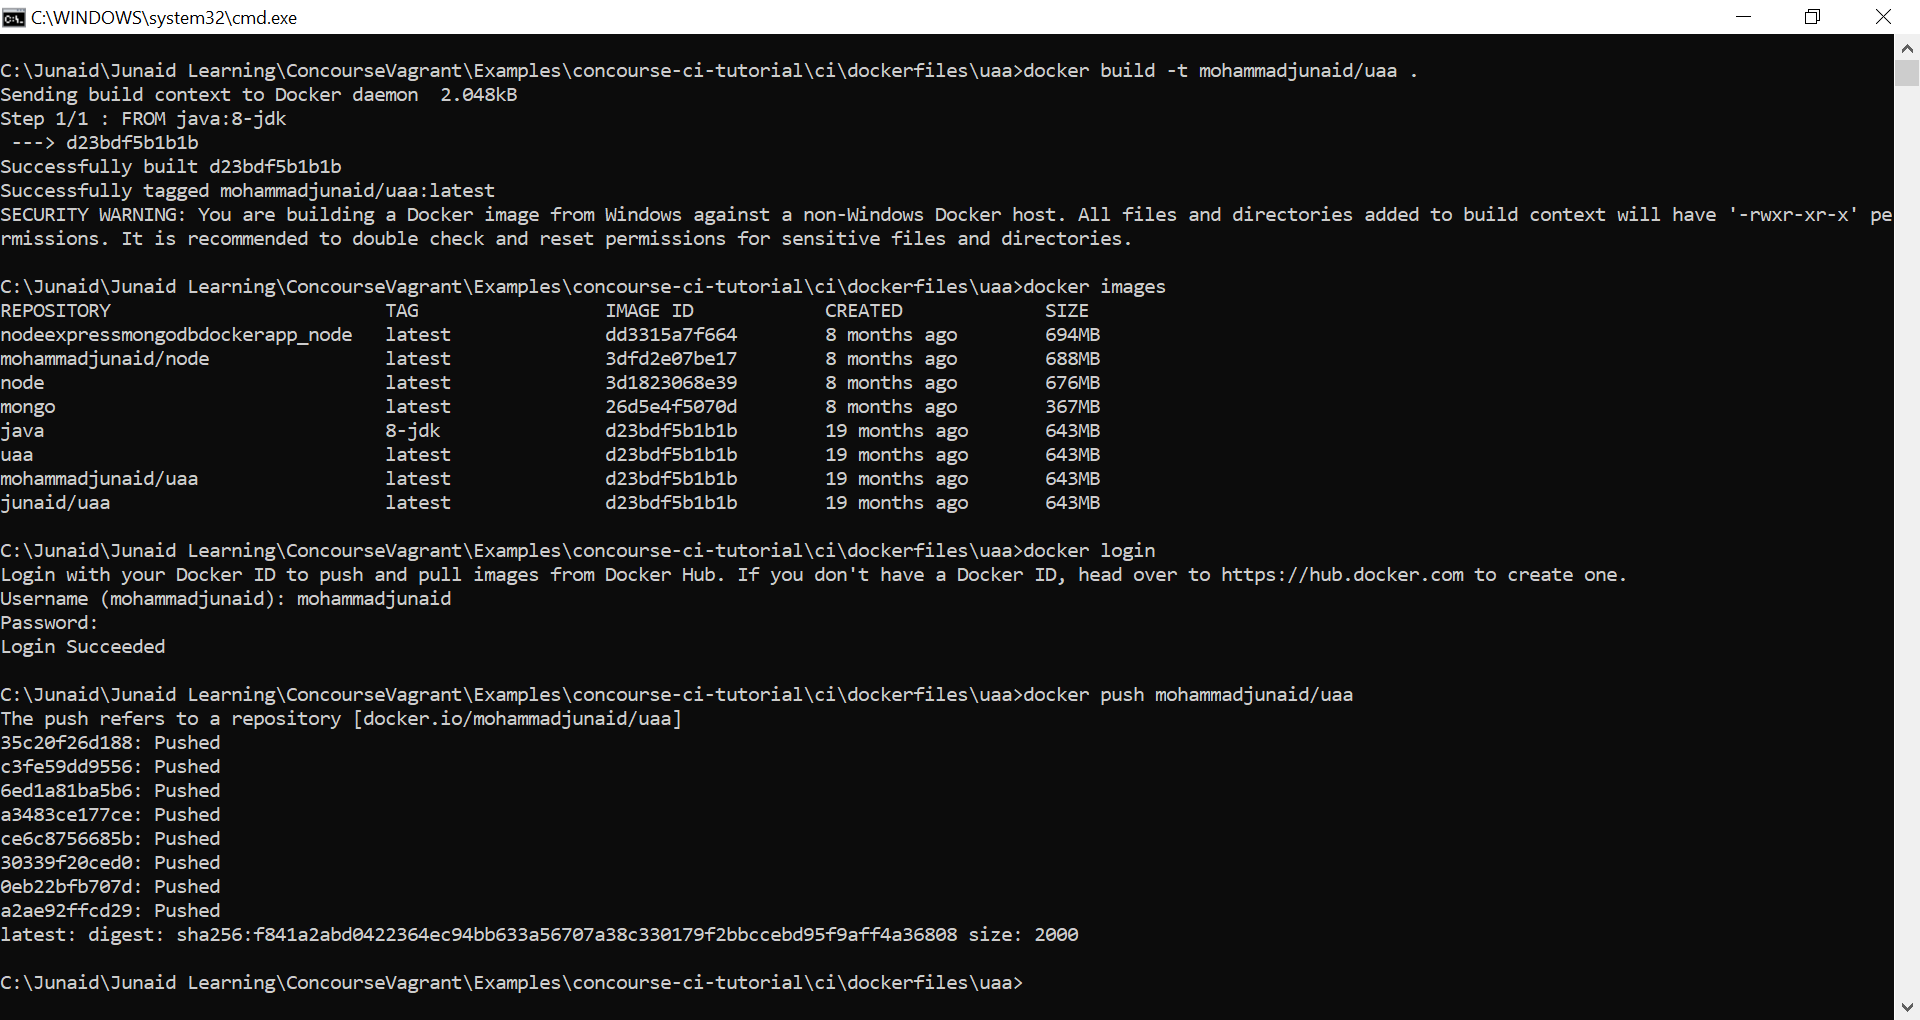 C:\WINDOWS\system32\cmd.exe
C:\Junaid\Junaid Learning\ConcourseVagrant\Examples\concourse-ci-tutorial\ci\dockerfiles\uaa>docker build -t mohammadjunaid/uaa .
Sending build context to Docker daemon  2.048kB
Step 1/1 : FROM java:8-jdk
 ---> d23bdf5b1b1b
Successfully built d23bdf5b1b1b
Successfully tagged mohammadjunaid/uaa:latest
SECURITY WARNING: You are building a Docker image from Windows against a non-Windows Docker host. All files and directories added to build context will have '-rwxr-xr-x' pe
rmissions. It is recommended to double check and reset permissions for sensitive files and directories.
C:\Junaid\Junaid Learning\ConcourseVagrant\Examples\concourse-ci-tutorial\ci\dockerfiles\uaa>docker images
REPOSITORY                         TAG                 IMAGE ID            CREATED             SIZE
nodeexpressmongodbdockerapp_node   latest              dd3315a7f664        8 months ago        694MB
mohammadjunaid/node                latest              3dfd2e07be17        8 months ago        688MB
node                               latest              3d1823068e39        8 months ago        676MB
mongo                              latest              26d5e4f5070d        8 months ago        367MB
java                               8-jdk               d23bdf5b1b1b        19 months ago       643MB
uaa                                latest              d23bdf5b1b1b        19 months ago       643MB
mohammadjunaid/uaa                 latest              d23bdf5b1b1b        19 months ago       643MB
junaid/uaa                         latest              d23bdf5b1b1b        19 months ago       643MB
C:\Junaid\Junaid Learning\ConcourseVagrant\Examples\concourse-ci-tutorial\ci\dockerfiles\uaa>docker login
Login with your Docker ID to push and pull images from Docker Hub. If you don't have a Docker ID, head over to https://hub.docker.com to create one.
Username (mohammadjunaid): mohammadjunaid
Password:
Login Succeeded
C:\Junaid\Junaid Learning\ConcourseVagrant\Examples\concourse-ci-tutorial\ci\dockerfiles\uaa>docker push mohammadjunaid/uaa
The push refers to a repository [docker.io/mohammadjunaid/uaa]
35c20f26d188: Pushed
c3fe59dd9556: Pushed
6ed1a81ba5b6: Pushed
a3483ce177ce: Pushed
ce6c8756685b: Pushed
30339f20ced0: Pushed
0eb22bfb707d: Pushed
a2ae92ffcd29: Pushed
latest: digest: sha256:f841a2abd0422364ec94bb633a56707a38c330179f2bbccebd95f9aff4a36808 size: 2000
C:\Junaid\Junaid Learning\ConcourseVagrant\Examples\concourse-ci-tutorial\ci\dockerfiles\uaa>